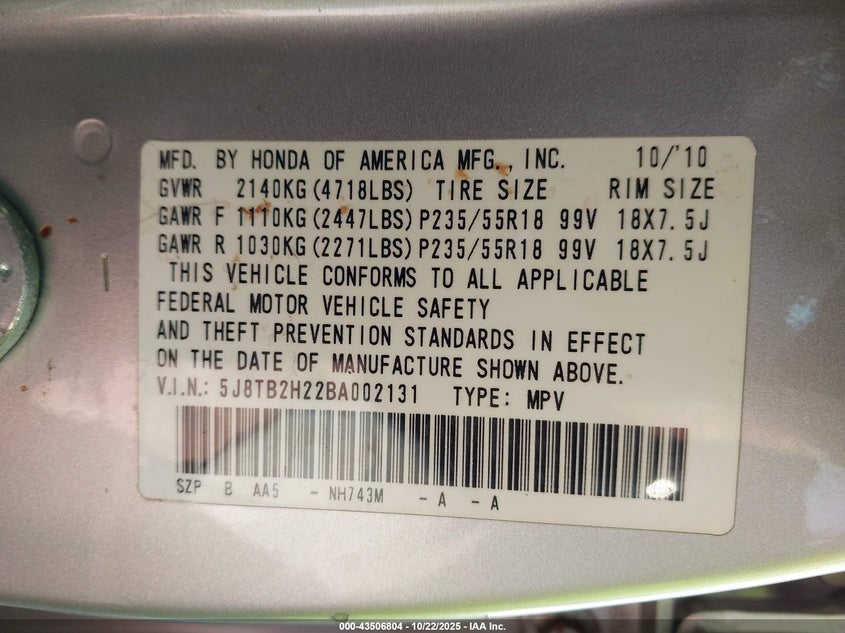 MFD. BY HONDA OF AMERICA MFG., INC. 10/'10
GVWR 2140KG(4718LBS) TIRE SIZE RIM SIZE
GAWR F 1110KG(2447LBS)P235/55R18 99V 18X7.5J
GAWR R 1030KG(2271LBS)P235/55R18 99V 18X7.5J
THIS VEHICLE CONFORMS TO ALL APPLICABLE
FEDERAL MOTOR VEHICLE SAFETY
AND THEFT PREVENTION STANDARDS IN EFFECT
ON THE DATE OF MANUFACTURE SHOWN ABOVE.
V.I.N.: 5J8TB2H22BA002131 TYPE: MPV
SZP B AA5 - NH743M - A - A
000-43506804 - 10/22/2025 - IAA Inc.